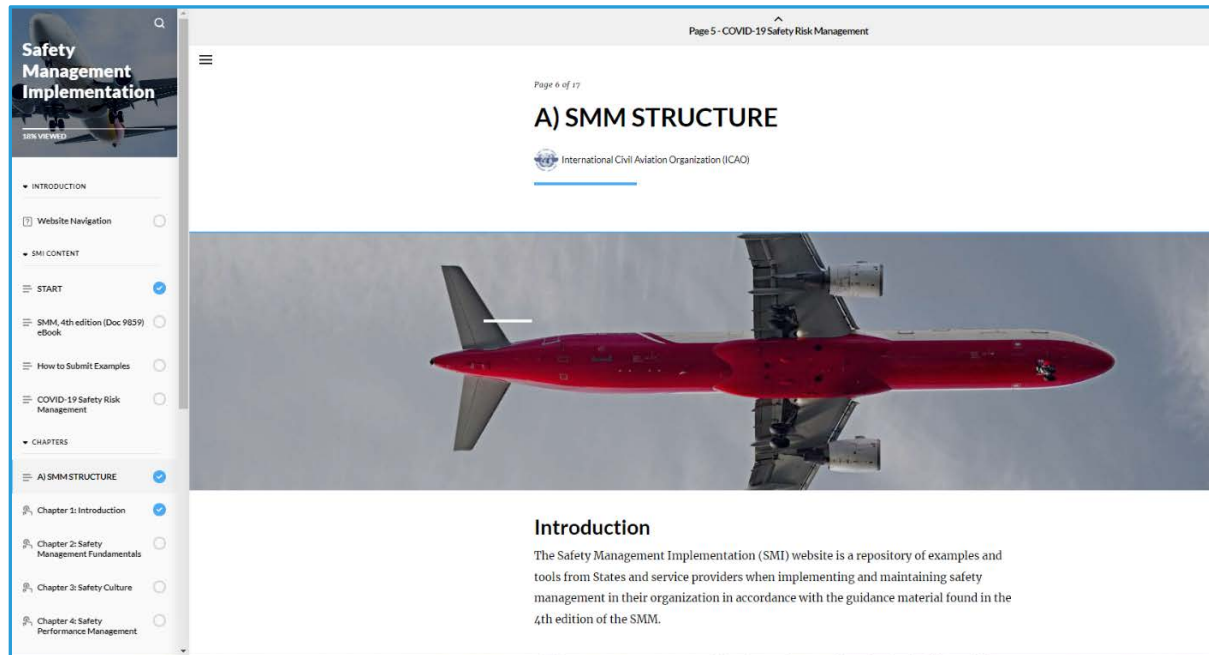 Safety
Management
Implementation
18% VIEWED
INTRODUCTION
Website Navigation
SMI CONTENT
START
SMM, 4th edition (Doc 9859)
eBook
How to Submit Examples
COVID-19 Safety Risk
Management
CHAPTERS
A) SMM STRUCTURE
Chapter 1: Introduction
Chapter 2: Safety
Management Fundamentals
Chapter 3: Safety Culture
Chapter 4: Safety
Performance Management
Page 5 - COVID-19 Safety Risk Management
Page 6 of 17
A) SMM STRUCTURE
International Civil Aviation Organization (ICAO)
Introduction
The Safety Management Implementation (SMI) website is a repository of examples and
tools from States and service providers when implementing and maintaining safety
management in their organization in accordance with the guidance material found in the
4th edition of the SMM.